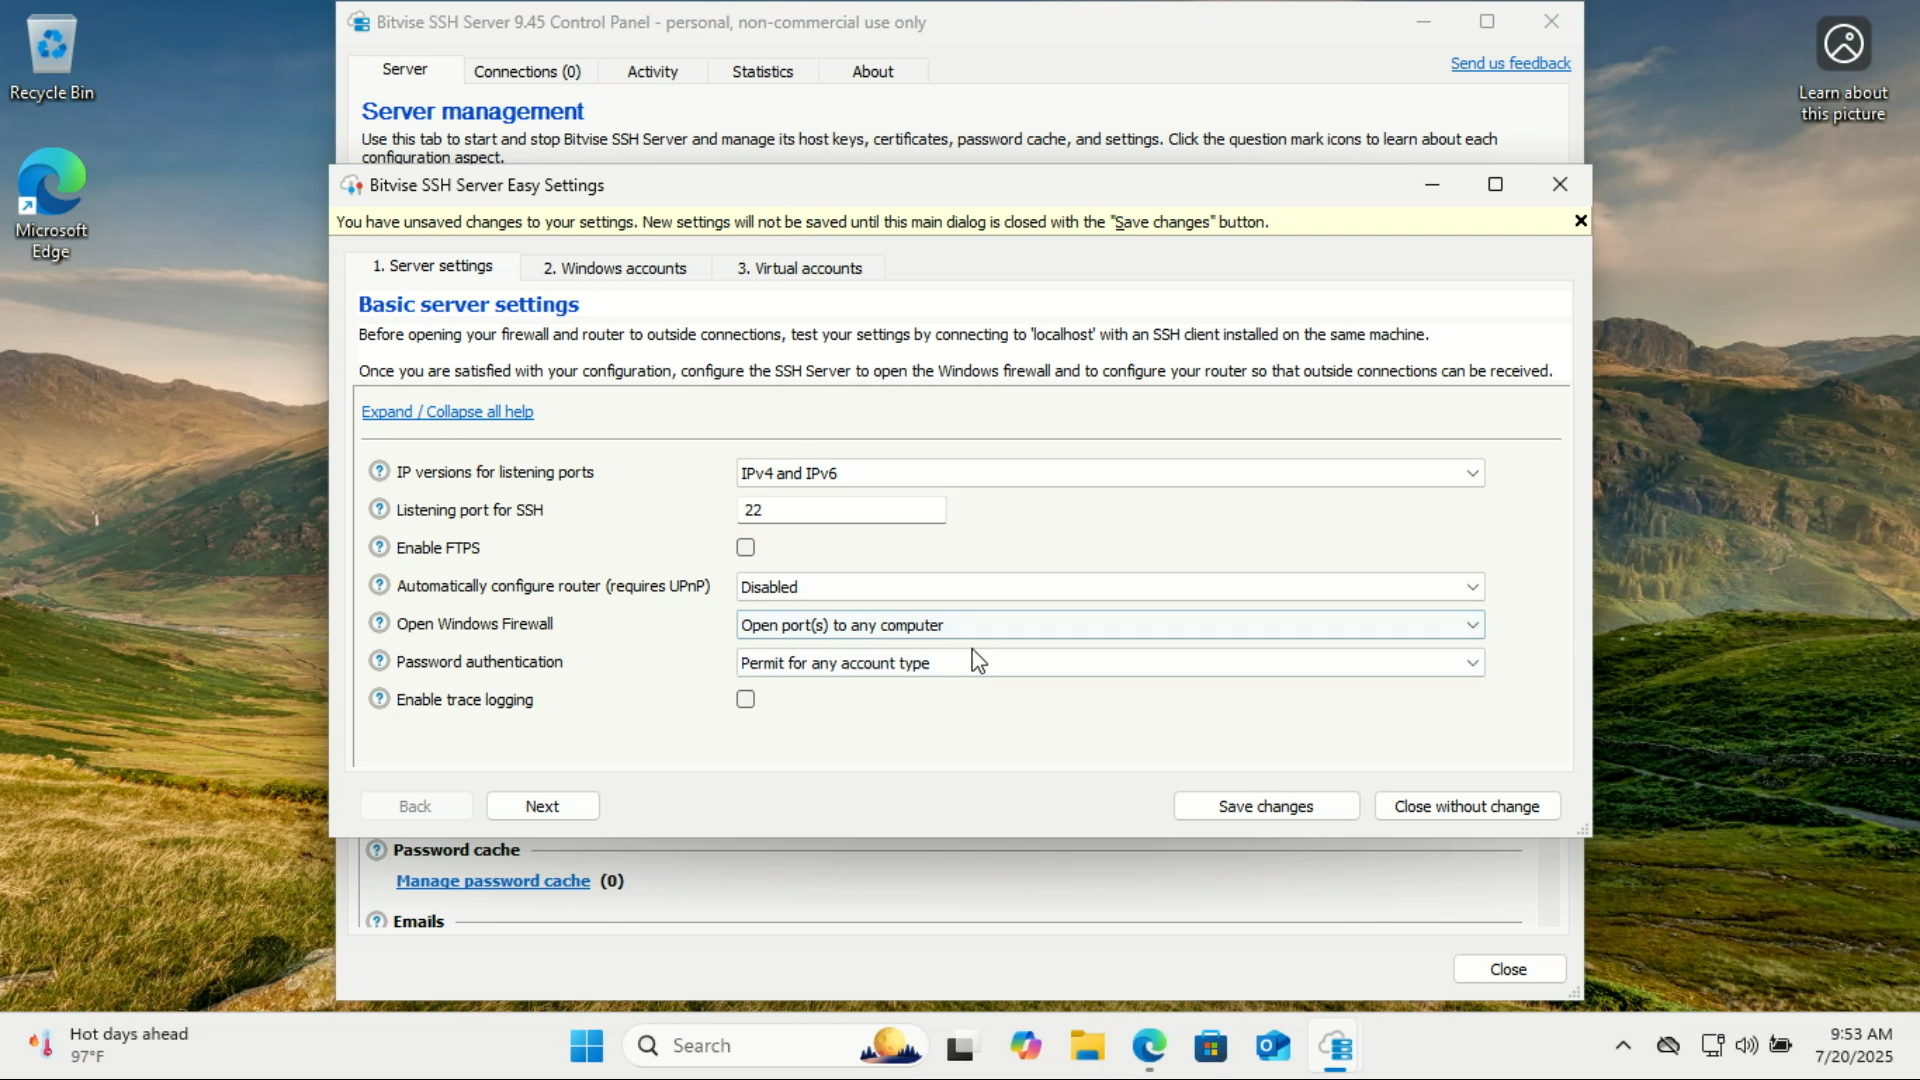 Recycle Bin
Microsoft
Edge
Learn about
this picture
Bitvise SSH Server 9.45 Control Panel - personal, non-commercial use only
Server
Connections (0)
Activity
Statistics
About
Send us feedback
Server management
Use this tab to start and stop Bitvise SSH Server and manage its host keys, certificates, password cache, and settings. Click the question mark icons to learn about each
configuration aspect.
Bitvise SSH Server Easy Settings
You have unsaved changes to your settings. New settings will not be saved until this main dialog is closed with the "Save changes" button.
1. Server settings
2. Windows accounts
3. Virtual accounts
Basic server settings
Before opening your firewall and router to outside connections, test your settings by connecting to 'localhost' with an SSH client installed on the same machine.
Once you are satisfied with your configuration, configure the SSH Server to open the Windows firewall and to configure your router so that outside connections can be received.
Expand / Collapse all help
IP versions for listening ports
IPv4 and IPv6
Listening port for SSH
22
Enable FTPS
Automatically configure router (requires UPnP)
Disabled
Open Windows Firewall
Open port(s) to any computer
Password authentication
Permit for any account type
Enable trace logging
Back
Next
Save changes
Close without change
Password cache
Manage password cache (0)
Emails
Close
Hot days ahead
97°F
Search
9:53 AM
7/20/2025